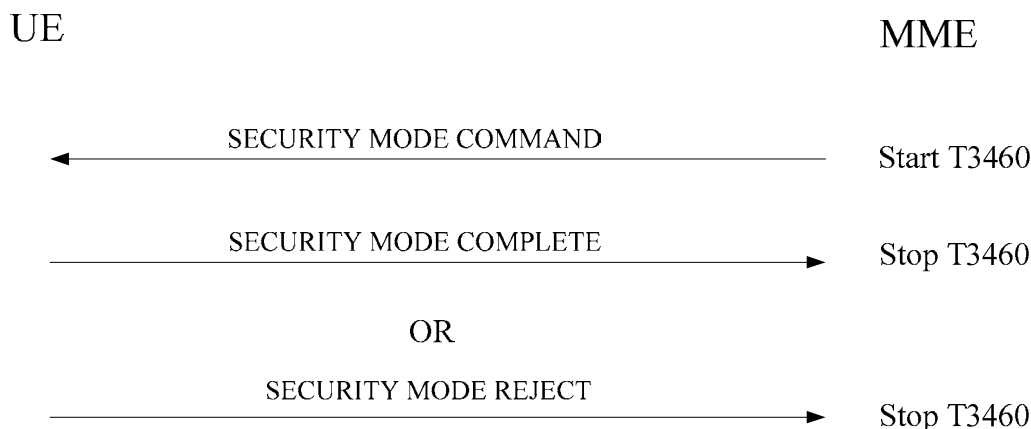 UE
MME
SECURITY MODE COMMAND
Start T3460
SECURITY MODE COMPLETE
Stop T3460
OR
SECURITY MODE REJECT
Stop T3460